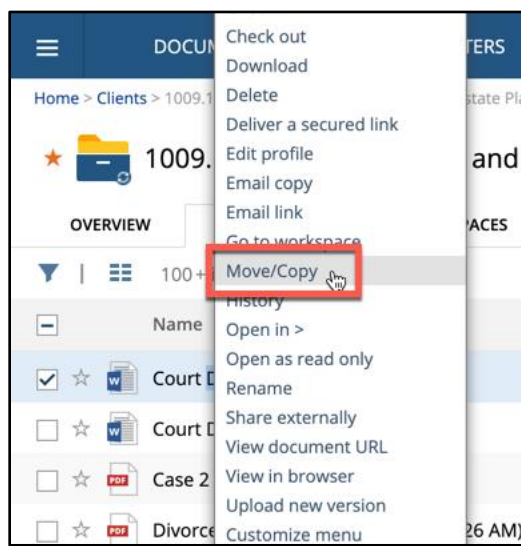 DOCUM
TERS
Home > Clients > 1009.1
state Pla
1009.
and
OVERVIEW
ACES
100+
Name
Court D
Court D
PDF Case 2
PDF Divorce
26 AM)
Check out
Download
Delete
Deliver a secured link
Edit profile
Email copy
Email link
Go to workspace
Move/Copy
History
Open in >
Open as read only
Rename
Share externally
View document URL
View in browser
Upload new version
Customize menu